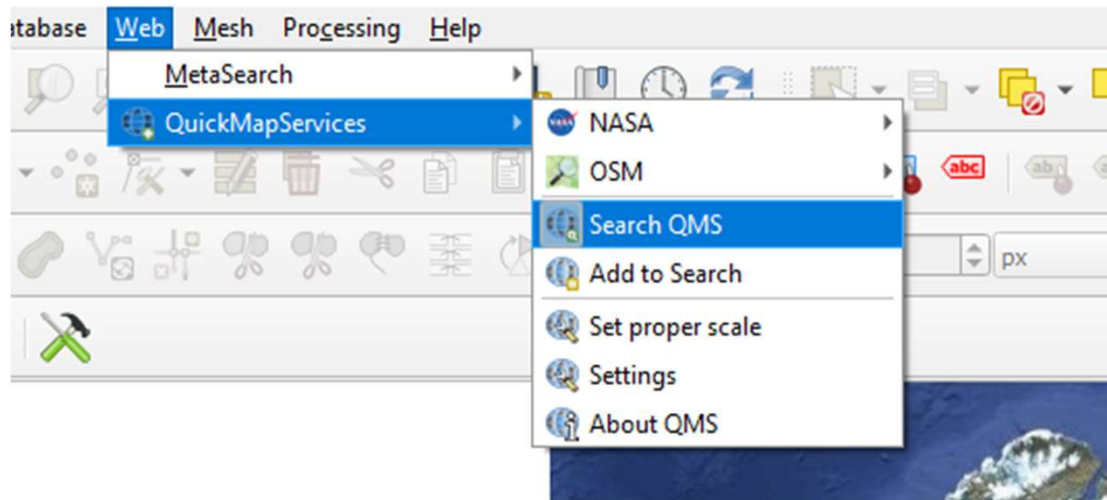 atabase Web Mesh Processing Help
MetaSearch
QuickMapServices
NASA
OSM
abc
Search QMS
px
Add to Search
Set proper scale
Settings
About QMS